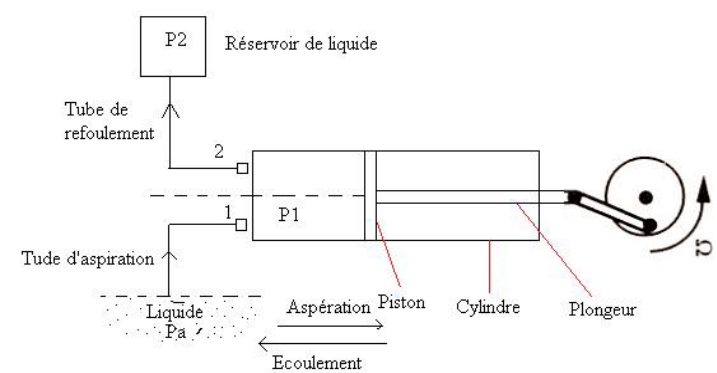 P2
Réservoir de liquide
Tube de
refoulement
2
1
P1
Tude d'aspiration
Liquide
Pa
Aspération
Ecoulement
Piston
Cylindre
Plongeur
Ω